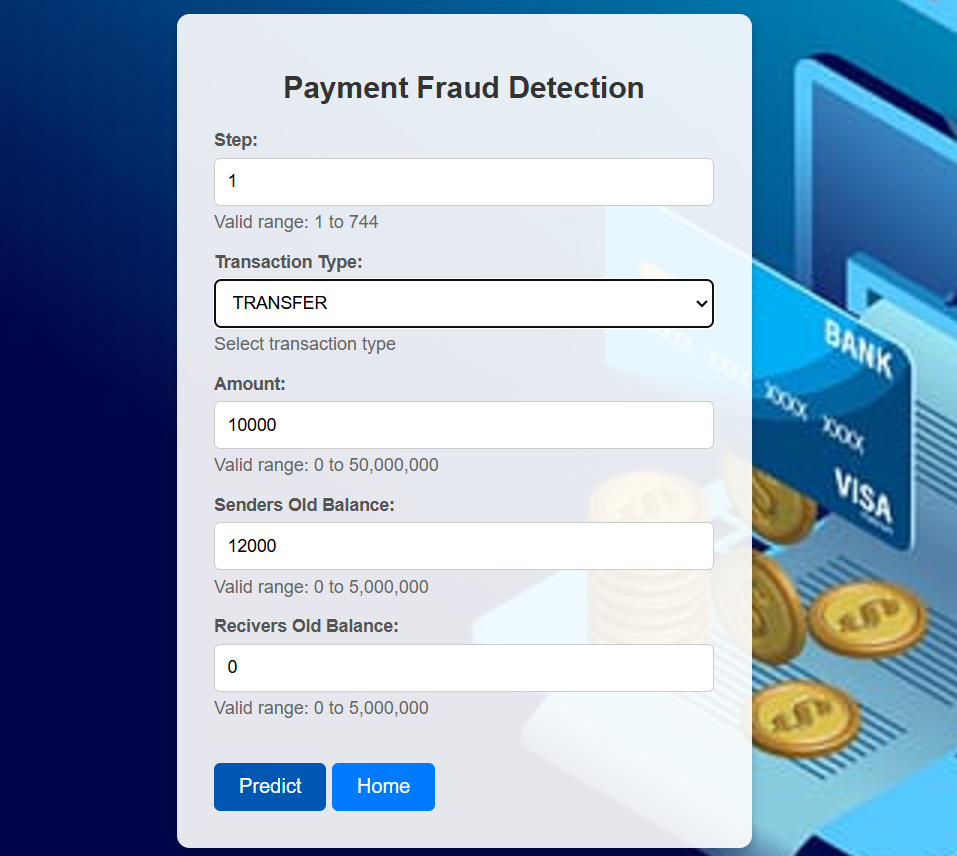 Payment Fraud Detection
Step:
1
Valid range: 1 to 744
Transaction Type:
TRANSFER
Select transaction type
Amount:
10000
Valid range: 0 to 50,000,000
Senders Old Balance:
12000
Valid range: 0 to 5,000,000
Recivers Old Balance:
0
Valid range: 0 to 5,000,000
Predict Home
BANK
XXXX XXXX XXXX XXXX
VISA